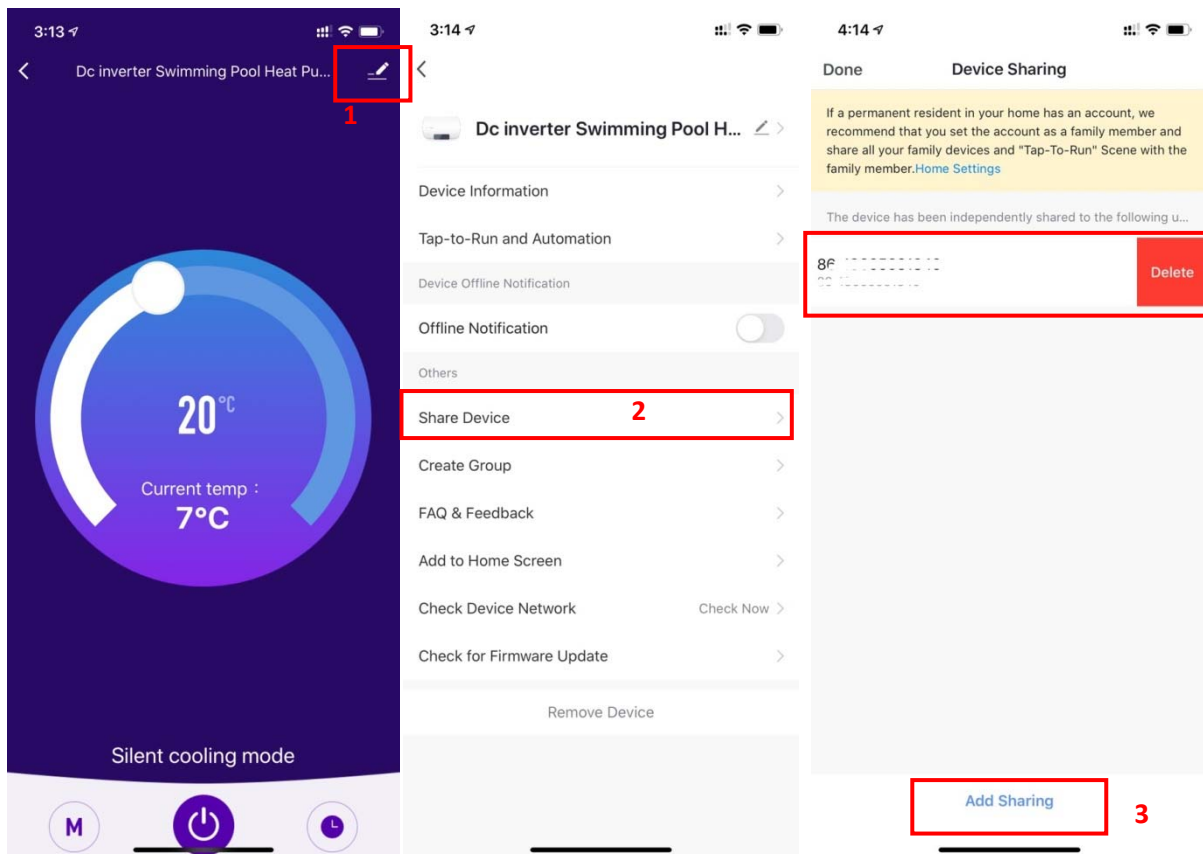 3:13
Dc inverter Swimming Pool Heat Pu...
1
20°C
Current temp :
7°C
Silent cooling mode
M
3:14
Dc inverter Swimming Pool H...
Device Information
Tap-to-Run and Automation
Device Offline Notification
Offline Notification
Others
Share Device
2
Create Group
FAQ & Feedback
Add to Home Screen
Check Device Network Check Now
Check for Firmware Update
Remove Device
4:14
Done Device Sharing
If a permanent resident in your home has an account, we
recommend that you set the account as a family member and
share all your family devices and "Tap-To-Run" Scene with the
family member.Home Settings
The device has been independently shared to the following u...
86
Delete
Add Sharing
3